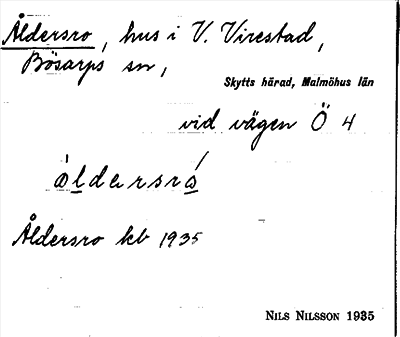 Åldersro, hus i V. Virestad,
Bösarps sn,
Skytts härad, Malmöhus län
vid vägen Ö 4
åldersrå
Åldersro kb 1935
NILS NILSSON 1935